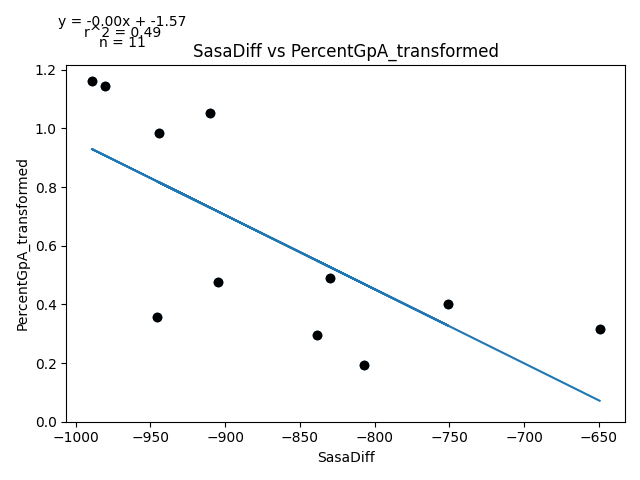 y = -0.00x + -1.57
r^2 = 0.49
n = 11
SasaDiff vs PercentGpA_transformed
1.2
1.0
0.8
0.6
0.4
0.2
0.0
PercentGpA_transformed
−1000 −950 −900 −850 −800 −750 −700 −650
SasaDiff